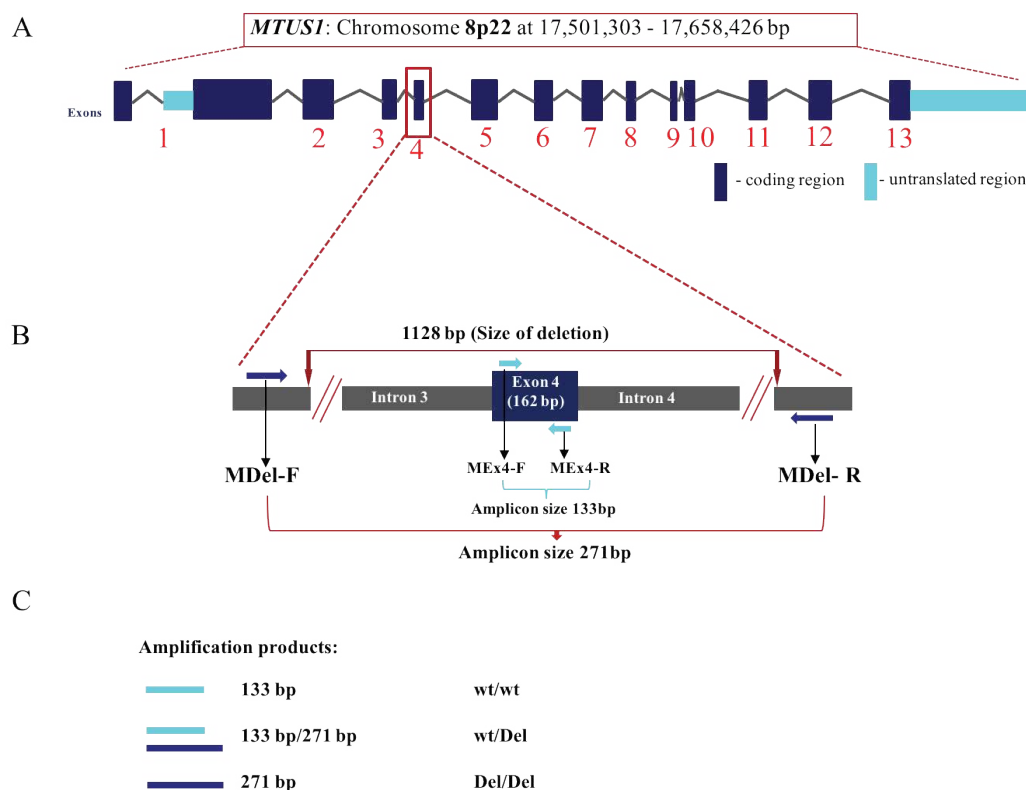 A
MTUS1: Chromosome 8p22 at 17,501,303 - 17,658,426 bp
Exons
1 2 3 4 5 6 7 8 9 10 11 12 13
- coding region - untranslated region
B
1128 bp (Size of deletion)
Intron 3 Exon 4 Intron 4
(162 bp)
MEx4-F MEx4-R
MDel-F MDel- R
Amplicon size 133bp
Amplicon size 271bp
C
Amplification products:
133 bp wt/wt
133 bp/271 bp wt/Del
271 bp Del/Del